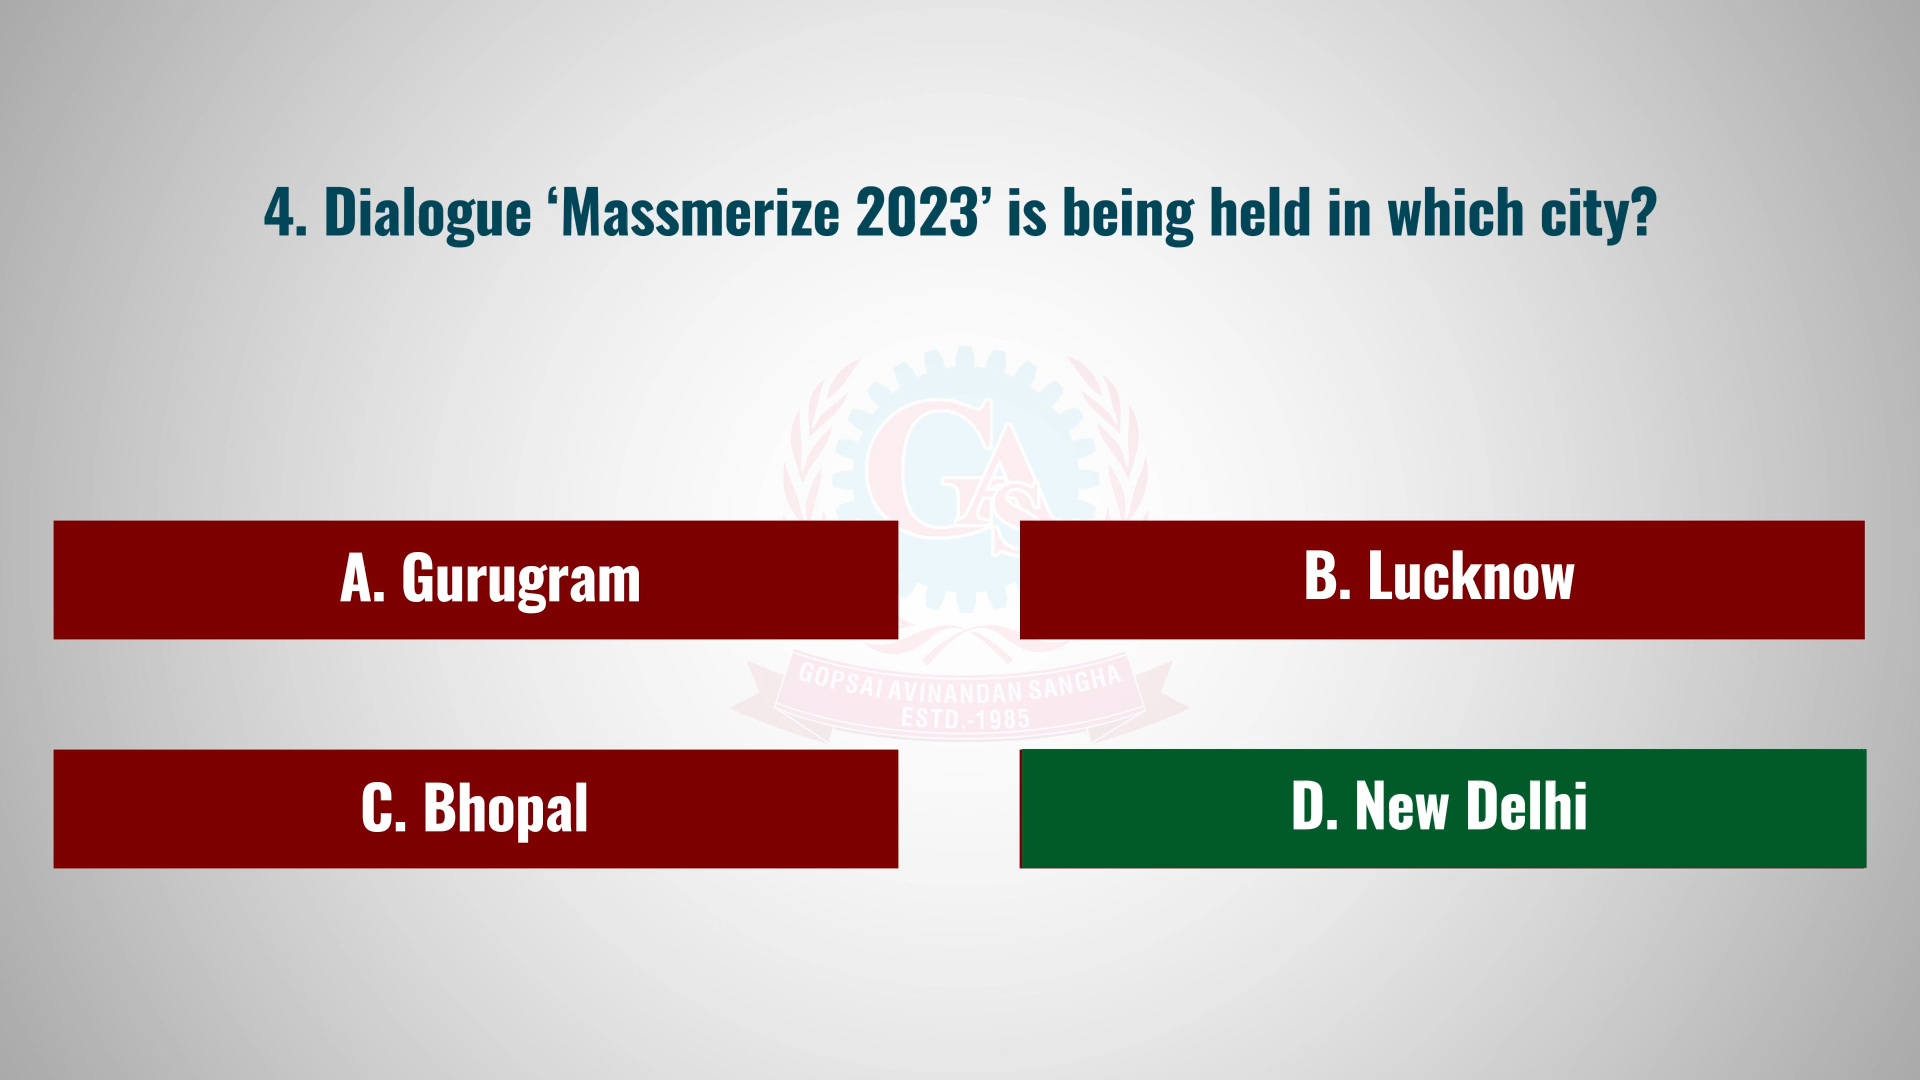 4. Dialogue ‘Massmerize 2023’ is being held in which city?
GAS
A. Gurugram
B. Lucknow
GOPSAI AVINANDAN SANGHA
ESTD.-1985
C. Bhopal
D. New Delhi